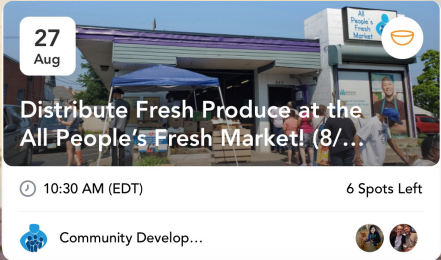 27
Aug
All
People's
Fresh
Market
Distribute Fresh Produce at the
All People's Fresh Market! (8/...
10:30 AM (EDT)
6 Spots Left
Community Develop...